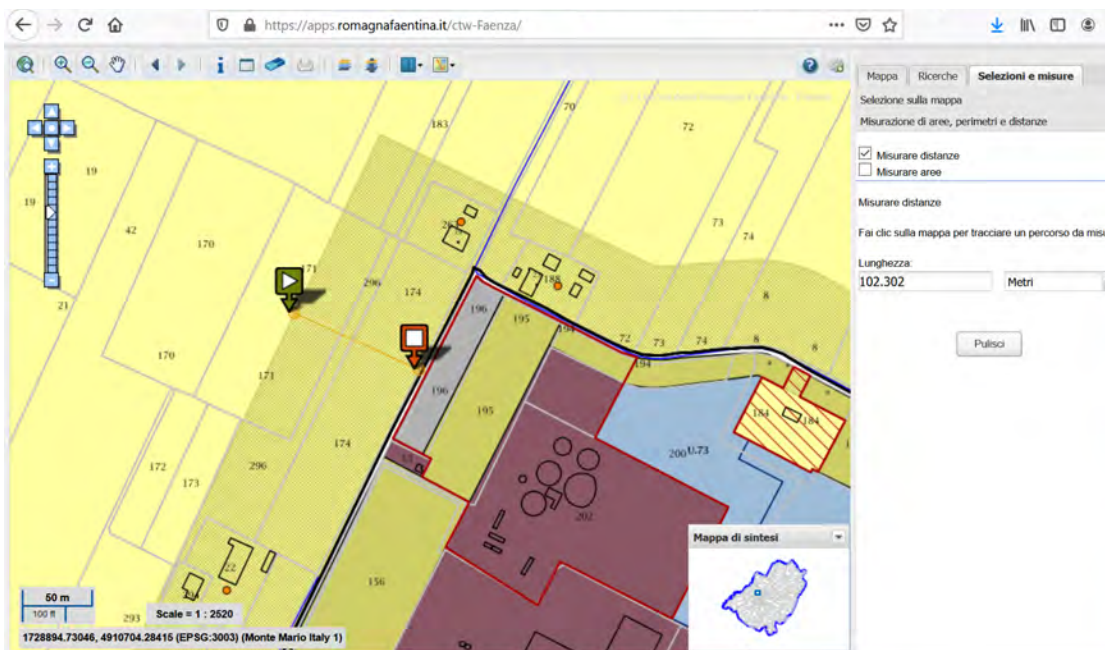 https://apps.romagnafaentina.it/ctw-Faenza/
Mappa
Ricerche
Selezioni e misure
Selezione sulla mappa
Misurazione di aree, perimetri e distanze
Misurare distanze
Misurare aree
Misurare distanze
Fai clic sulla mappa per tracciare un percorso da misu
Lunghezza:
102.302
Metri
Pulisci
70
183
72
19
19
42
170
73
74
188
171
296
174
8
21
196
195
194
72
73
74
8
8
170
171
194
196
195
184
184
174
200
U.73
172
173
296
202
22
156
293
Mappa di sintesi
50 m
100 ft
Scale = 1 : 2520
1728894.73046, 4910704.28415 (EPSG:3003) (Monte Mario Italy 1)